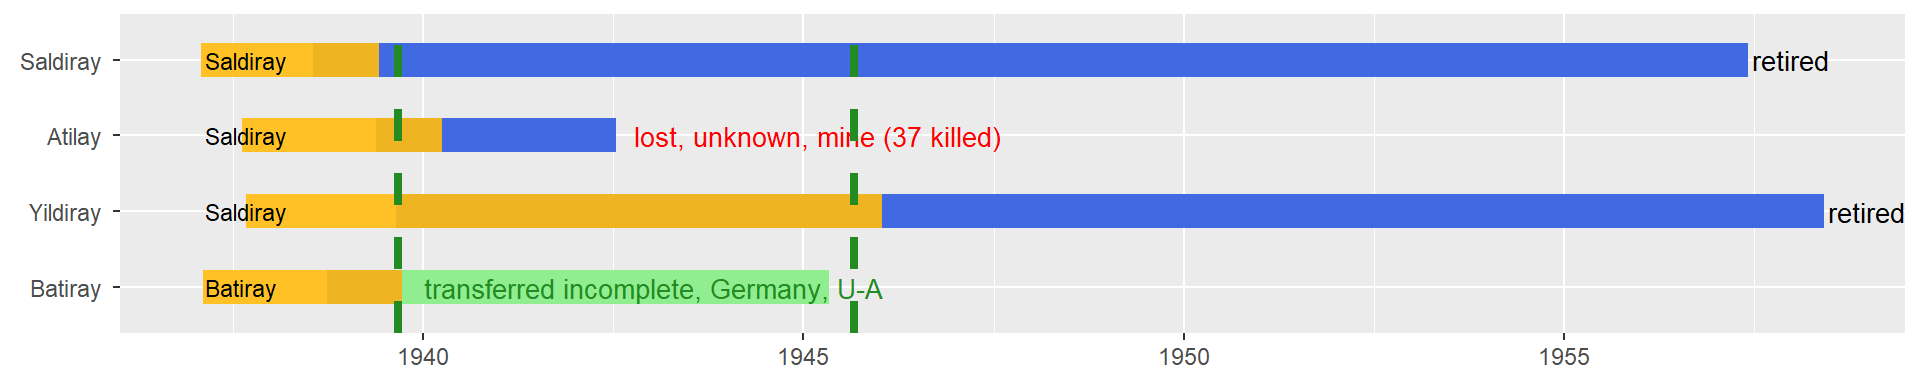 Saldiray Saldiray retired
Atilay Saldiray lost, unknown, mine (37 killed)
Yildiray Saldiray retired
Batiray Batiray transferred incomplete, Germany, U-A
1940 1945 1950 1955